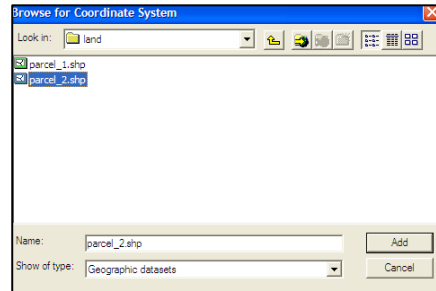 Browse for Coordinate System
Look in: land
parcel_1.shp
parcel_2.shp
Name: parcel_2.shp Add
Show of type: Geographic datasets Cancel